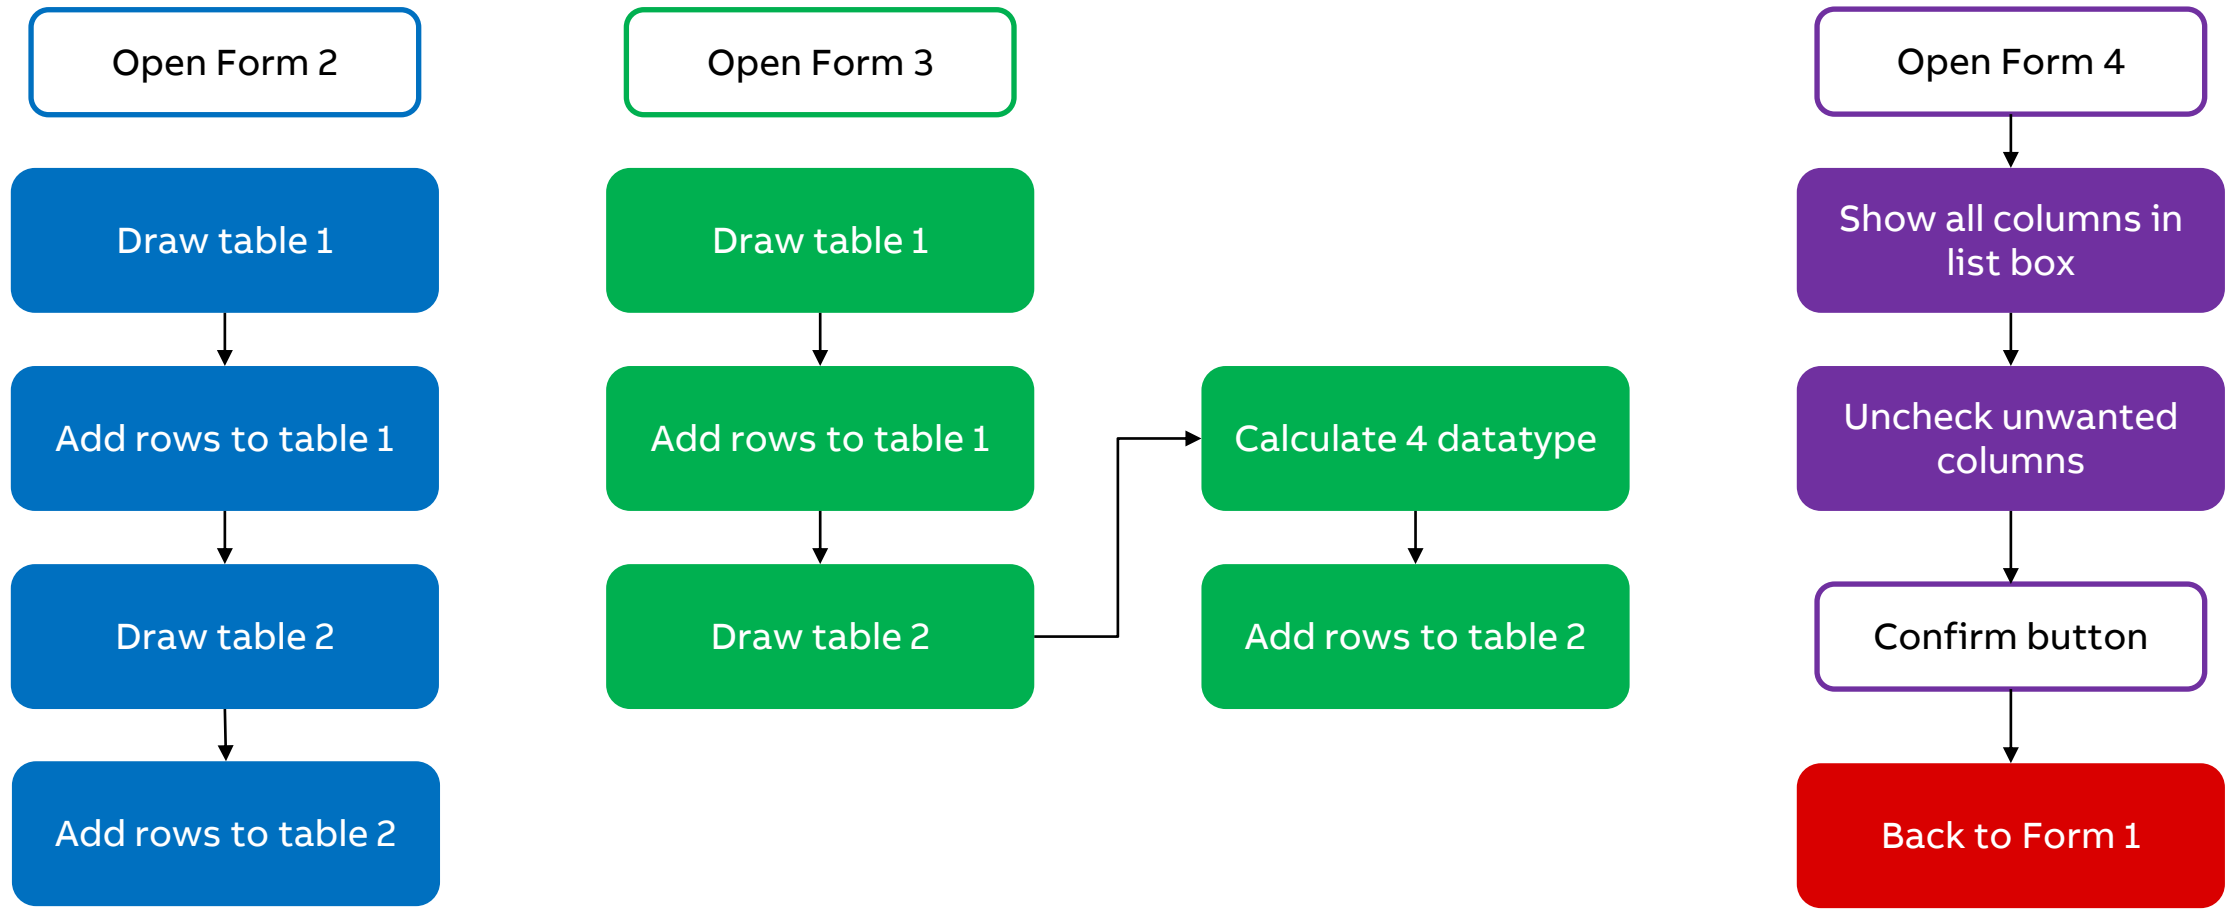 Open Form 2
Draw table 1
Add rows to table 1
Draw table 2
Add rows to table 2
Open Form 3
Draw table 1
Add rows to table 1
Draw table 2
Calculate 4 datatype
Add rows to table 2
Open Form 4
Show all columns in
list box
Uncheck unwanted
columns
Confirm button
Back to Form 1